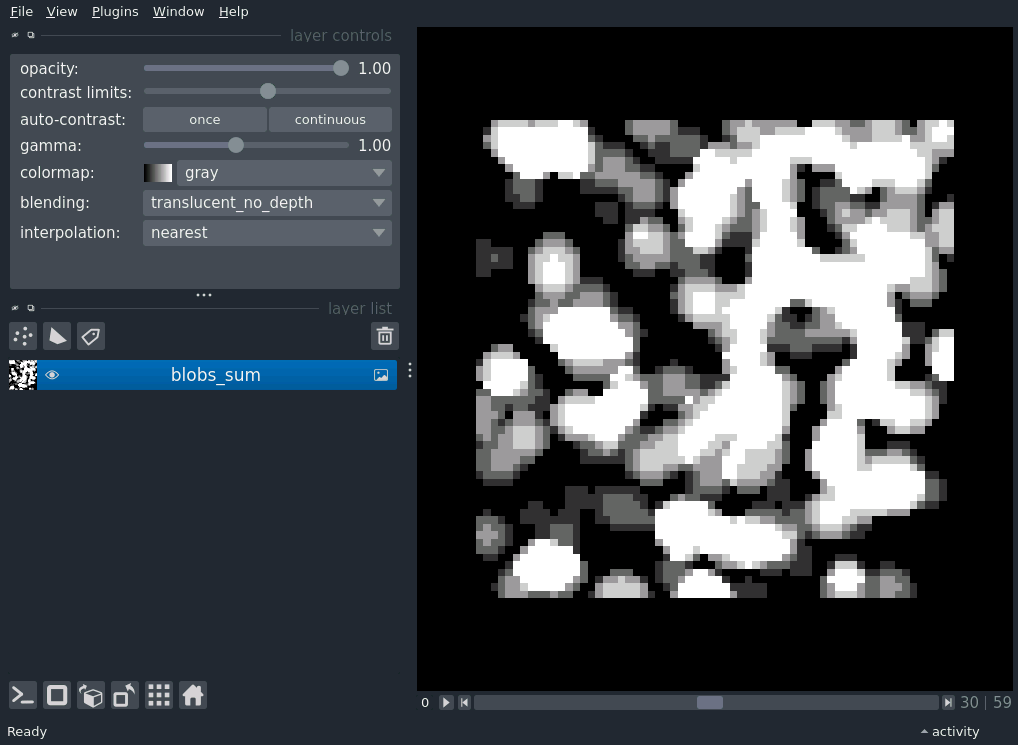 File View Plugins Window Help
layer controls
opacity: 1.00
contrast limits:
auto-contrast: once continuous
gamma: 1.00
colormap: gray
blending: translucent_no_depth
interpolation: nearest
layer list
blobs_sum
0 30 | 59
Ready activity